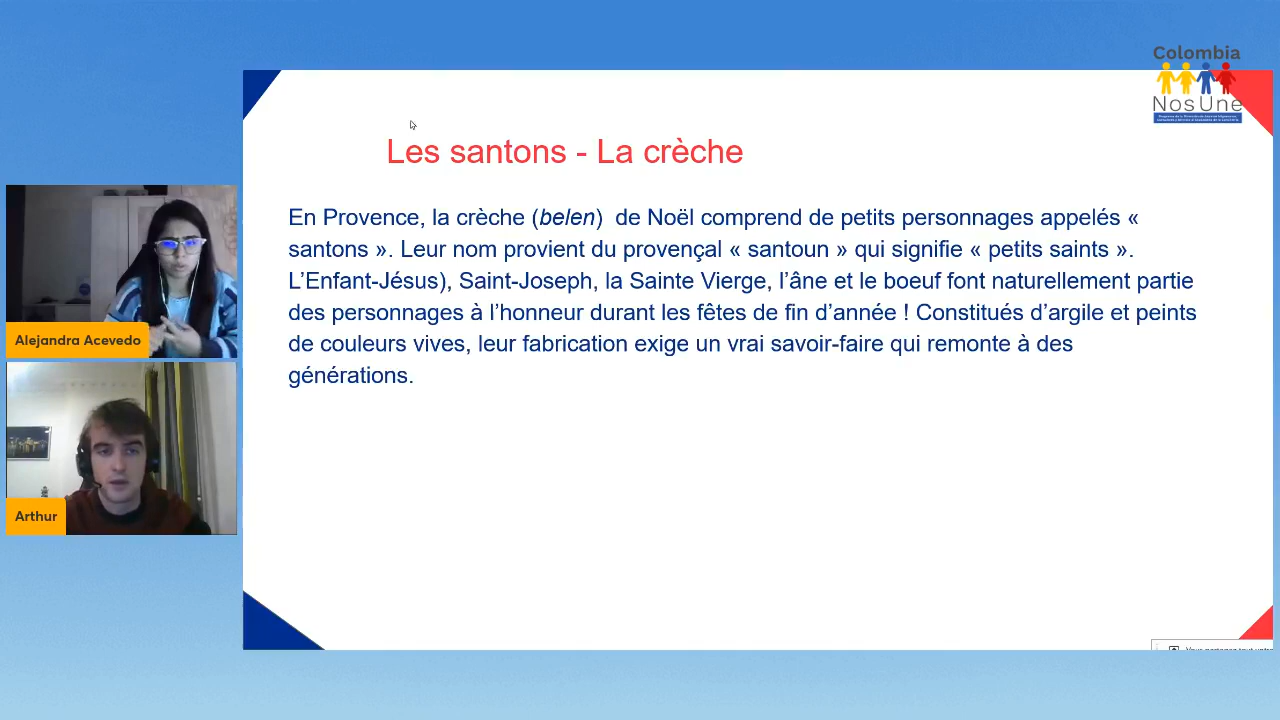 Colombia
NosUne
Les santons - La crèche
En Provence, la crèche (belen)  de Noël comprend de petits personnages appelés «
santons ». Leur nom provient du provençal « santoun » qui signifie « petits saints ».
L’Enfant-Jésus), Saint-Joseph, la Sainte Vierge, l’âne et le boeuf font naturellement partie
des personnages à l’honneur durant les fêtes de fin d’année ! Constitués d’argile et peints
de couleurs vives, leur fabrication exige un vrai savoir-faire qui remonte à des
générations.
Alejandra Acevedo
Arthur